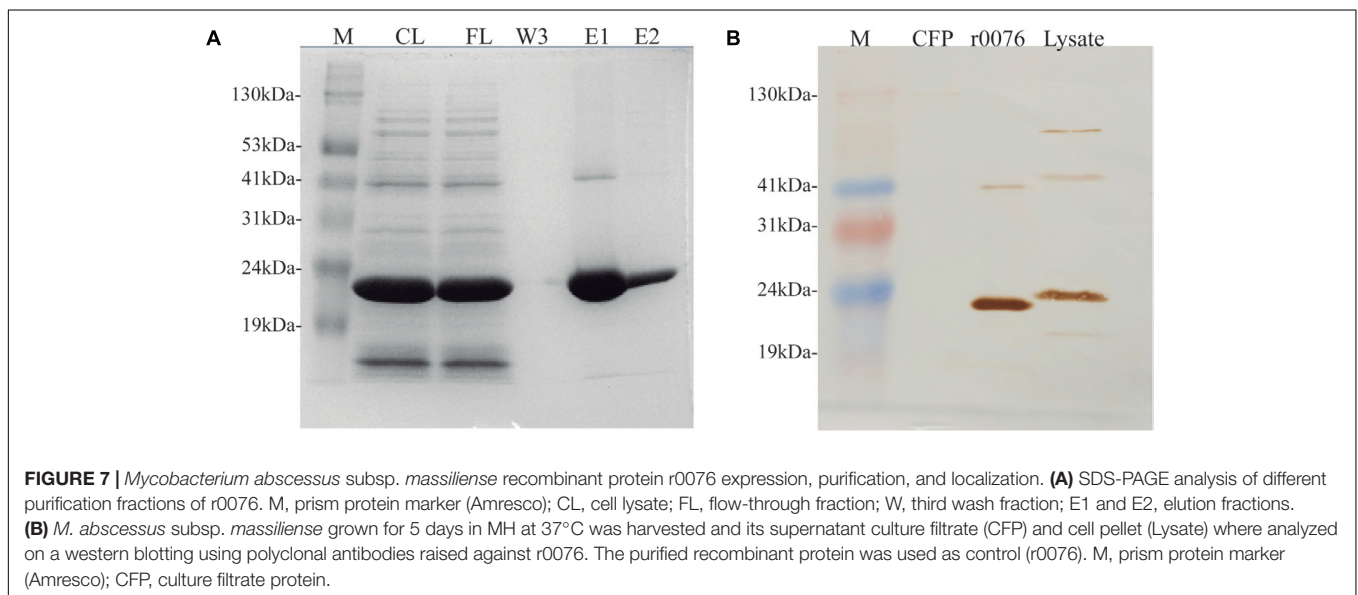 A
M CL FL W3 E1 E2
130kDa-
53kDa-
41kDa-
31kDa-
24kDa-
19kDa-
B
M CFP r0076 Lysate
130kDa-
41kDa-
31kDa-
24kDa-
19kDa-
FIGURE 7 | Mycobacterium abscessus subsp. massiliense recombinant protein r0076 expression, purification, and localization. (A) SDS-PAGE analysis of different
purification fractions of r0076. M, prism protein marker (Amresco); CL, cell lysate; FL, flow-through fraction; W, third wash fraction; E1 and E2, elution fractions.
(B) M. abscessus subsp. massiliense grown for 5 days in MH at 37°C was harvested and its supernatant culture filtrate (CFP) and cell pellet (Lysate) where analyzed
on a western blotting using polyclonal antibodies raised against r0076. The purified recombinant protein was used as control (r0076). M, prism protein marker
(Amresco); CFP, culture filtrate protein.